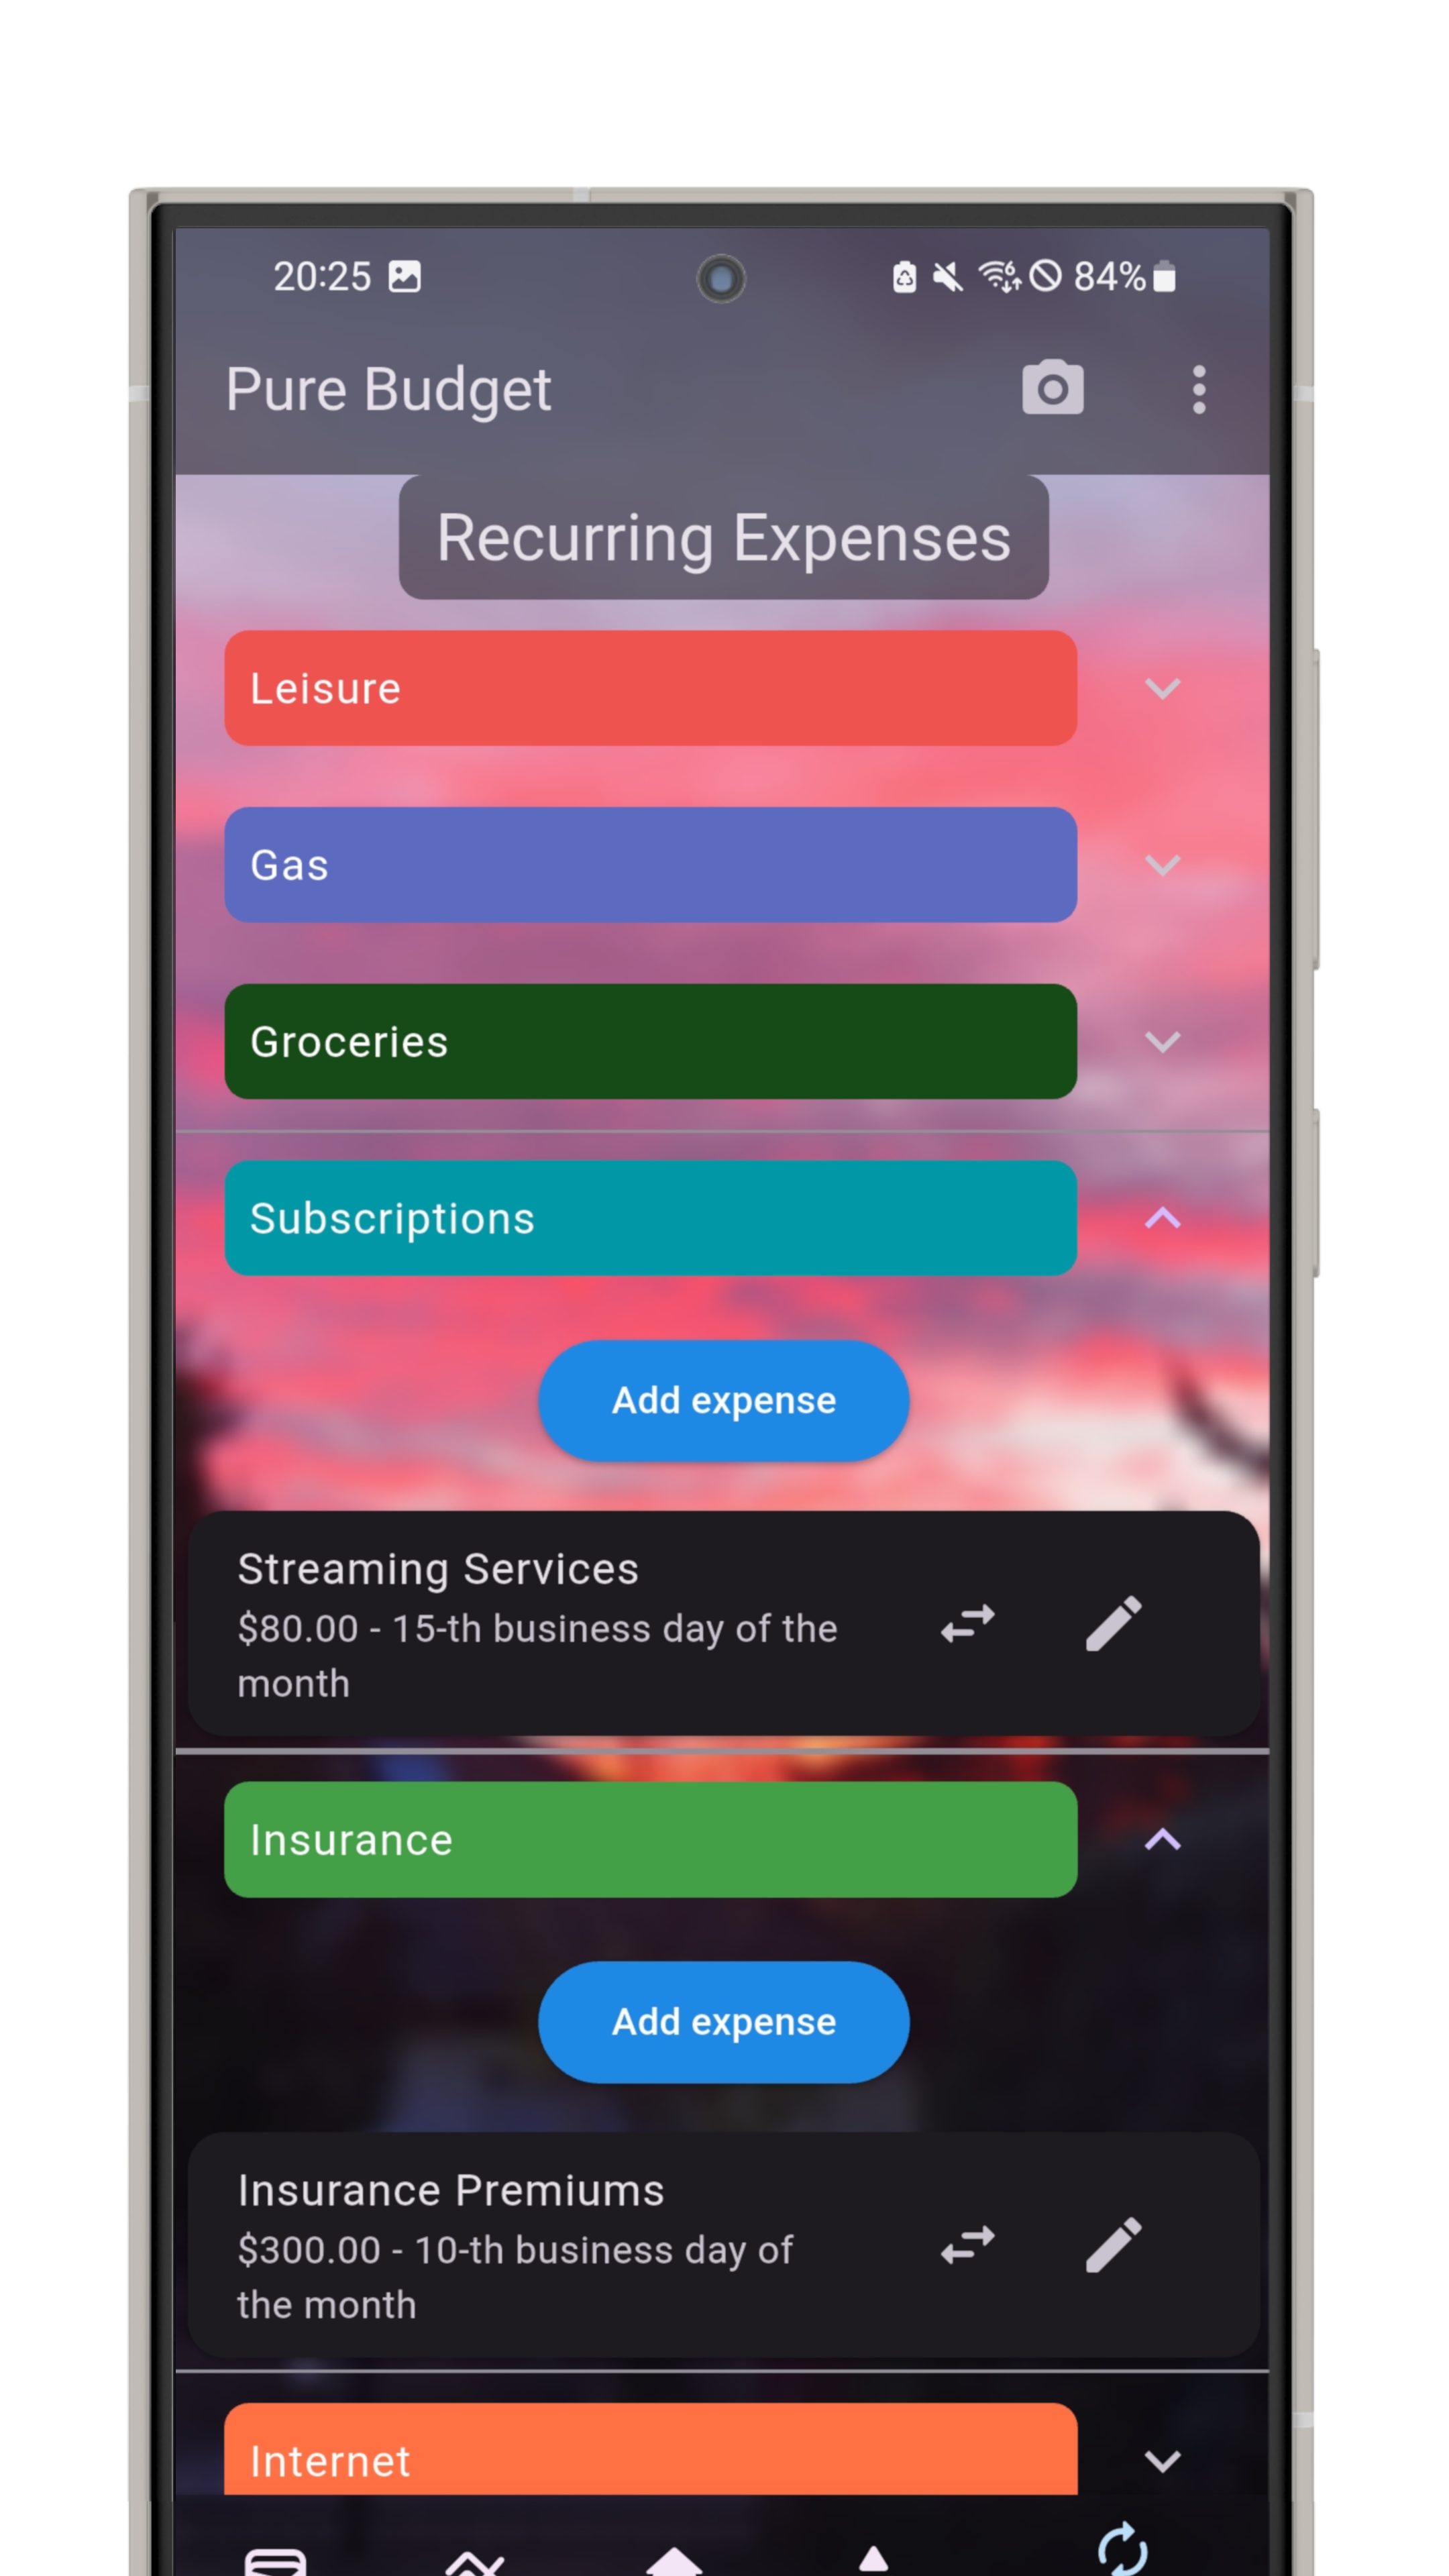 20:25 84%
Pure Budget
Recurring Expenses
Leisure
Gas
Groceries
Subscriptions
Add expense
Streaming Services
$80.00 - 15-th business day of the
month
Insurance
Add expense
Insurance Premiums
$300.00 - 10-th business day of
the month
Internet